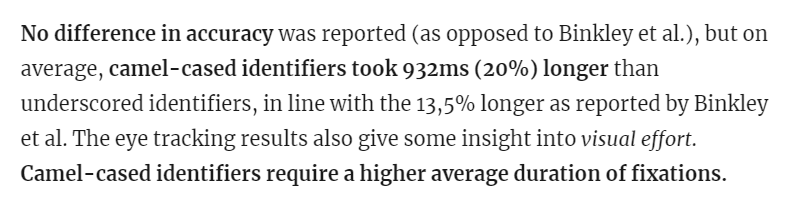 No difference in accuracy was reported (as opposed to Binkley et al.), but on
average, camel-cased identifiers took 932ms (20%) longer than
underscored identifiers, in line with the 13,5% longer as reported by Binkley
et al. The eye tracking results also give some insight into visual effort.
Camel-cased identifiers require a higher average duration of fixations.